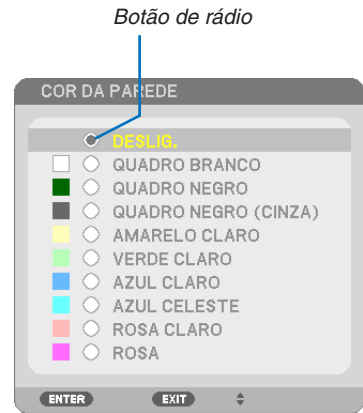 Botão de rádio
COR DA PAREDE
DESLIG.
QUADRO BRANCO
QUADRO NEGRO
QUADRO NEGRO (CINZA)
AMARELO CLARO
VERDE CLARO
AZUL CLARO
AZUL CELESTE
ROSA CLARO
ROSA
ENTER EXIT